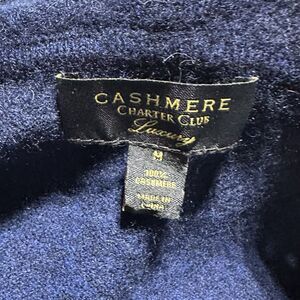 CASHMERE
CHARTER CLUB
Luxury
M
100%
CASHMERE
MADE IN
CHINA